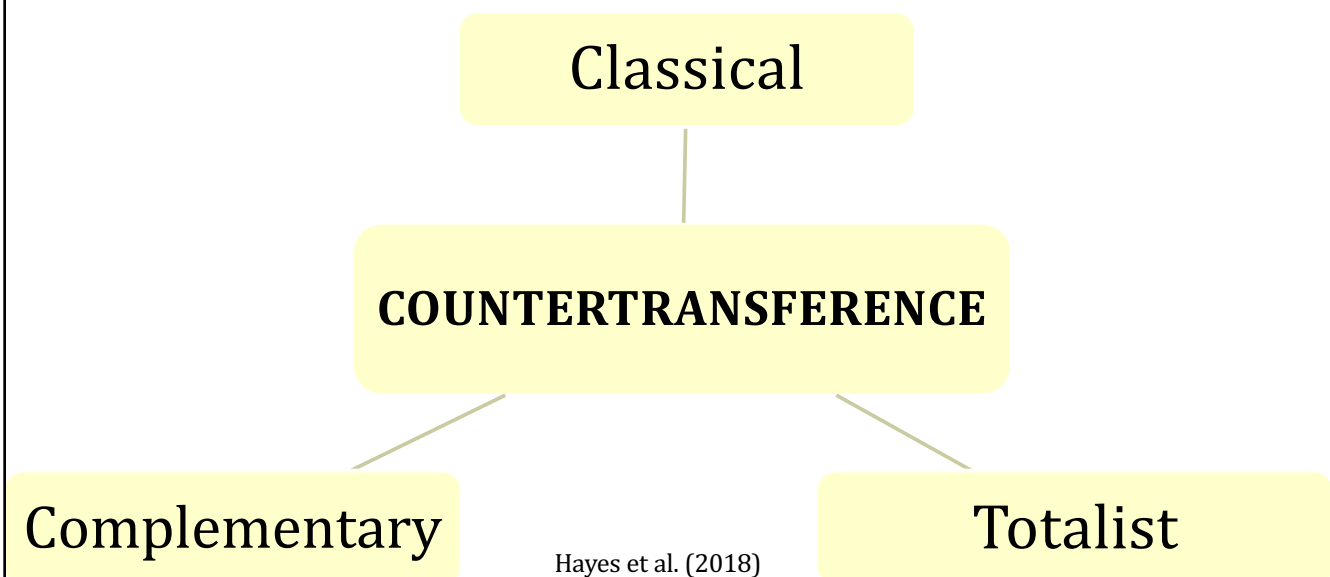 Classical
COUNTERTRANSFERENCE
Complementary
Totalist
Hayes et al. (2018)